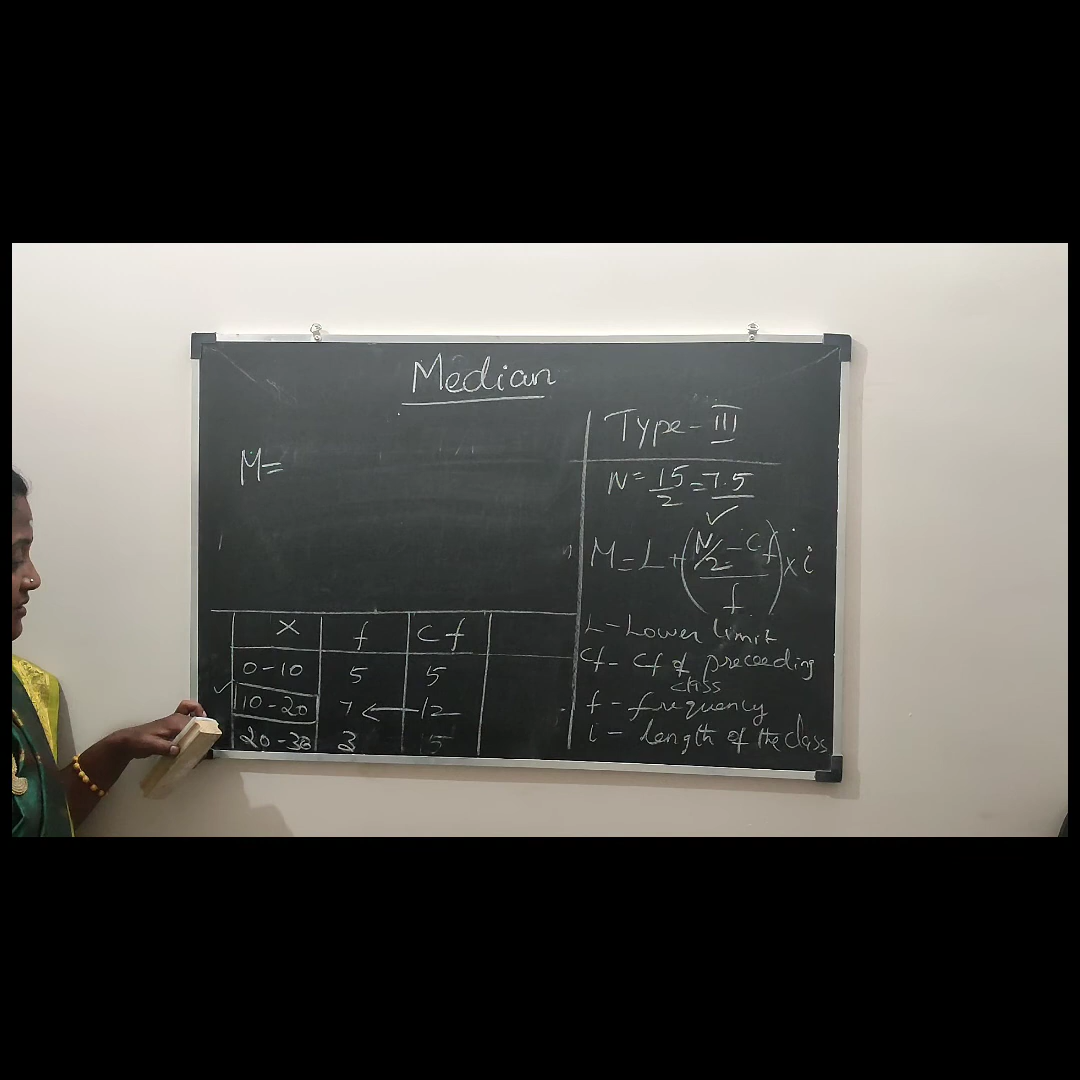 Median
M=
X f Cf
0-10 5 5
10-20 7 ← 12
20-30 3 15
Type - III
N = 15/2 = 7.5
✓
M = L + (N/2 - Cf / f) × i
L - Lower limit
Cf - Cf of preceeding
class
f - frequency
i - length of the class